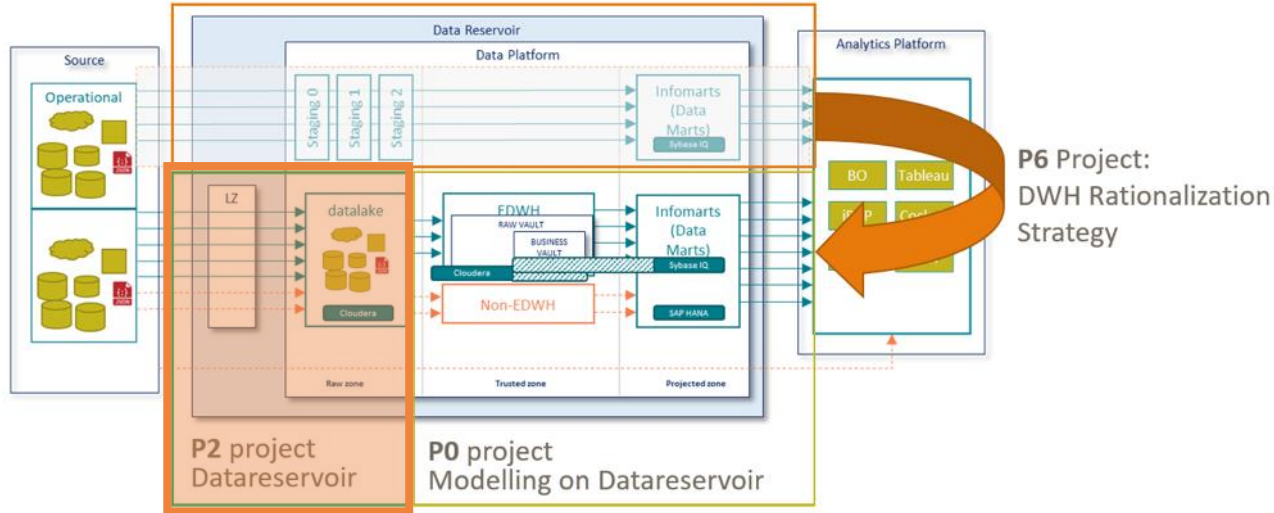 Data Reservoir
Source
Data Platform
Analytics Platform
Operational
Staging 0
Staging 1
Staging 2
Infomarts
(Data
Marts)
Sybase IQ
JSON
LZ
datalake
EDWH
RAW VAULT
BUSINESS
VAULT
Cloudera
Infomarts
(Data
Marts)
Sybase IQ
BO
Tableau
JSON
Cloudera
Non-EDWH
SAP HANA
Raw zone
Trusted zone
Projected zone
P6 Project:
DWH Rationalization
Strategy
P2 project
Datareservoir
P0 project
Modelling on Datareservoir